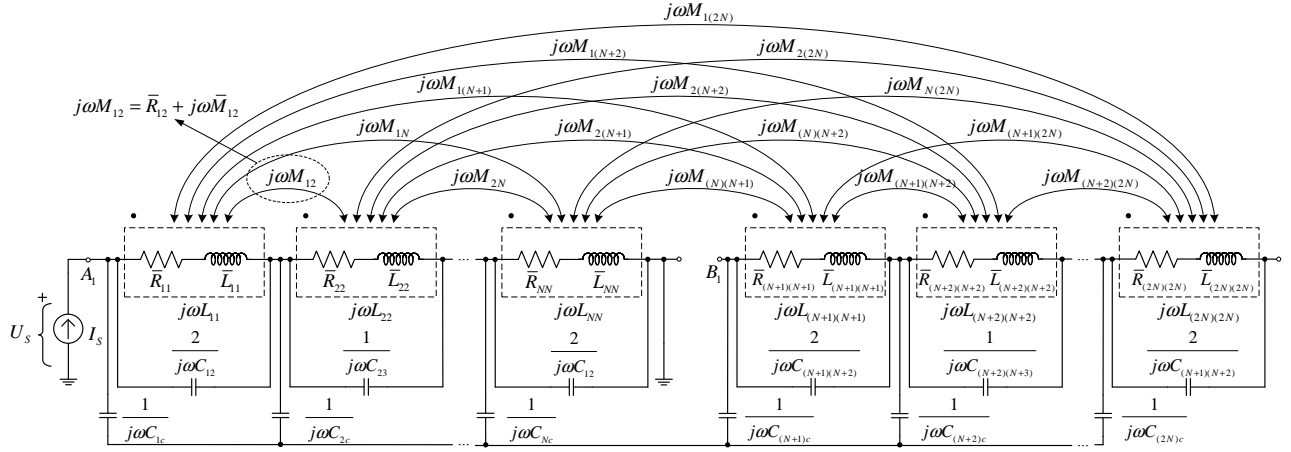 jωM_{1(2N)}
jωM_{1(N+2)} jωM_{2(2N)}
jωM_{1(N+1)} jωM_{2(N+2)} jωM_{N(2N)}
jωM_{12} = R̄_{12} + jωM̄_{12}
jωM_{1N} jωM_{2(N+1)} jωM_{(N)(N+2)} jωM_{(N+1)(2N)}
jωM_{12} jωM_{2N} jωM_{(N)(N+1)} jωM_{(N+1)(N+2)} jωM_{(N+2)(2N)}
A_1 R̄_{11} L̄_{11} R̄_{22} L̄_{22} ... R̄_{NN} L̄_{NN} B_1 R̄_{(N+1)(N+1)} L̄_{(N+1)(N+1)} R̄_{(N+2)(N+2)} L̄_{(N+2)(N+2)} ... R̄_{(2N)(2N)} L̄_{(2N)(2N)}
jωL_{11} jωL_{22} jωL_{NN} jωL_{(N+1)(N+1)} jωL_{(N+2)(N+2)} jωL_{(2N)(2N)}
+ U_S I_S
2/jωC_{12} 1/jωC_{23} 2/jωC_{12} 2/jωC_{(N+1)(N+2)} 1/jωC_{(N+2)(N+3)} 2/jωC_{(N+1)(N+2)}
1/jωC_{1c} 1/jωC_{2c} ... 1/jωC_{Nc} 1/jωC_{(N+1)c} 1/jωC_{(N+2)c} ... 1/jωC_{(2N)c}